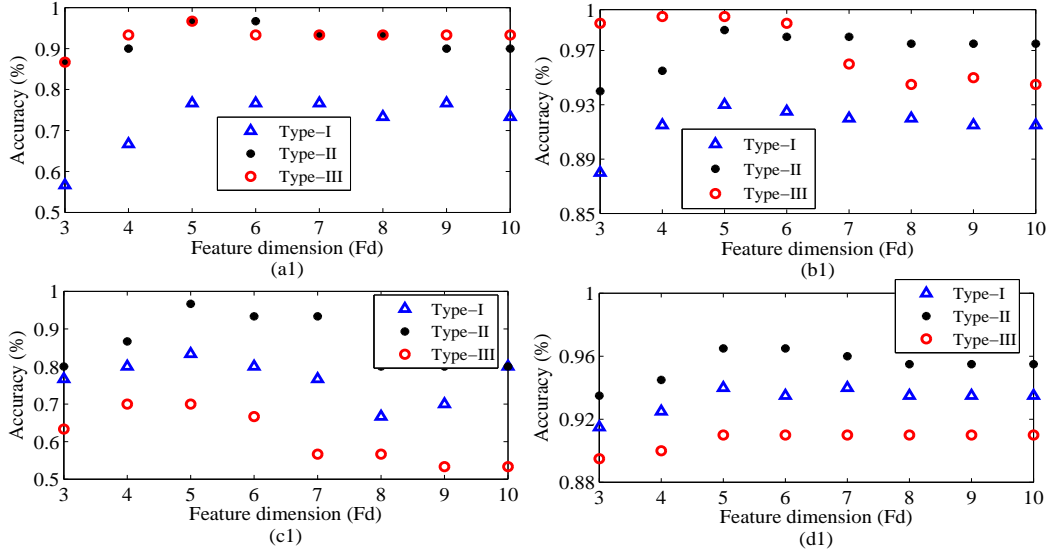 Accuracy (%)
1
0.9
0.8
0.7
0.6
0.5
Type−I
Type−II
Type−III
3 4 5 6 7 8 9 10
Feature dimension (Fd)
(a1)
Accuracy (%)
1
0.97
0.93
0.89
0.85
Type−I
Type−II
Type−III
3 4 5 6 7 8 9 10
Feature dimension (Fd)
(b1)
Accuracy (%)
1
0.9
0.8
0.7
0.6
0.5
Type−I
Type−II
Type−III
3 4 5 6 7 8 9 10
Feature dimension (Fd)
(c1)
Accuracy (%)
1
0.96
0.92
0.88
Type−I
Type−II
Type−III
3 4 5 6 7 8 9 10
Feature dimension (Fd)
(d1)